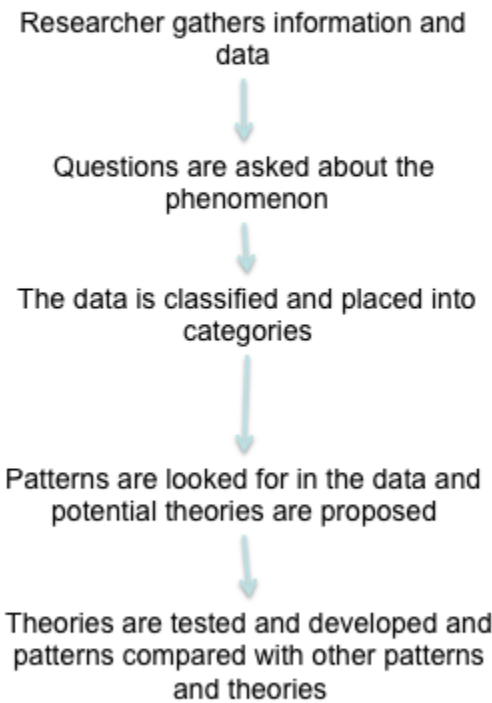 Researcher gathers information and
data
Questions are asked about the
phenomenon
The data is classified and placed into
categories
Patterns are looked for in the data and
potential theories are proposed
Theories are tested and developed and
patterns compared with other patterns
and theories